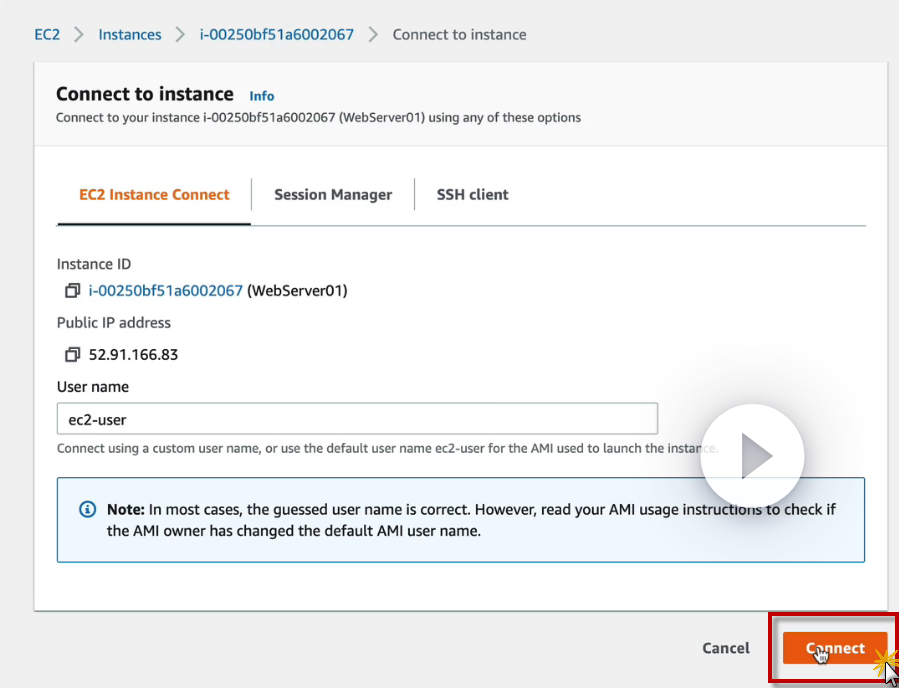 EC2 > Instances > i-00250bf51a6002067 > Connect to instance
Connect to instance Info
Connect to your instance i-00250bf51a6002067 (WebServer01) using any of these options
EC2 Instance Connect Session Manager SSH client
Instance ID
i-00250bf51a6002067 (WebServer01)
Public IP address
52.91.166.83
User name
ec2-user
Connect using a custom user name, or use the default user name ec2-user for the AMI used to launch the instance.
Note: In most cases, the guessed user name is correct. However, read your AMI usage instructions to check if
the AMI owner has changed the default AMI user name.
Cancel Connect